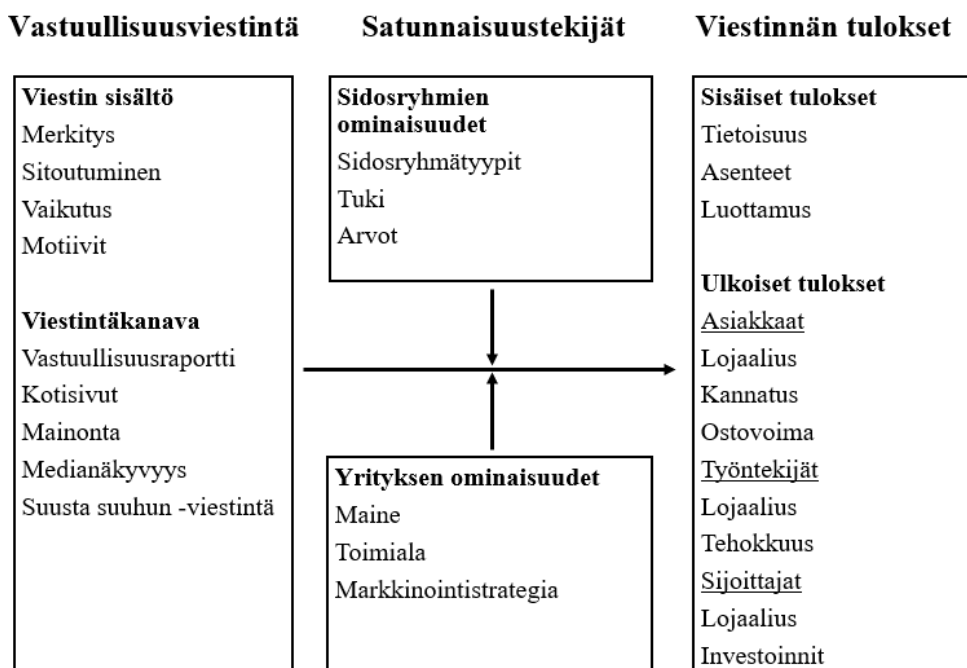 Vastuullisuusviestintä
Satunnaisuustekijät
Viestinnän tulokset
Viestin sisältö
Merkitys
Sitoutuminen
Vaikutus
Motiivit
Viestintäkanava
Vastuullisuusraportti
Kotisivut
Mainonta
Medianäkyvyys
Suusta suuhun -viestintä
Sidosryhmien
ominaisuudet
Sidosryhmätyypit
Tuki
Arvot
Yrityksen ominaisuudet
Maine
Toimiala
Markkinointistrategia
Sisäiset tulokset
Tietoisuus
Asenteet
Luottamus
Ulkoiset tulokset
Asiakkaat
Lojaalius
Kannatus
Ostovoima
Työntekijät
Lojaalius
Tehokkuus
Sijoittajat
Lojaalius
Investoinnit